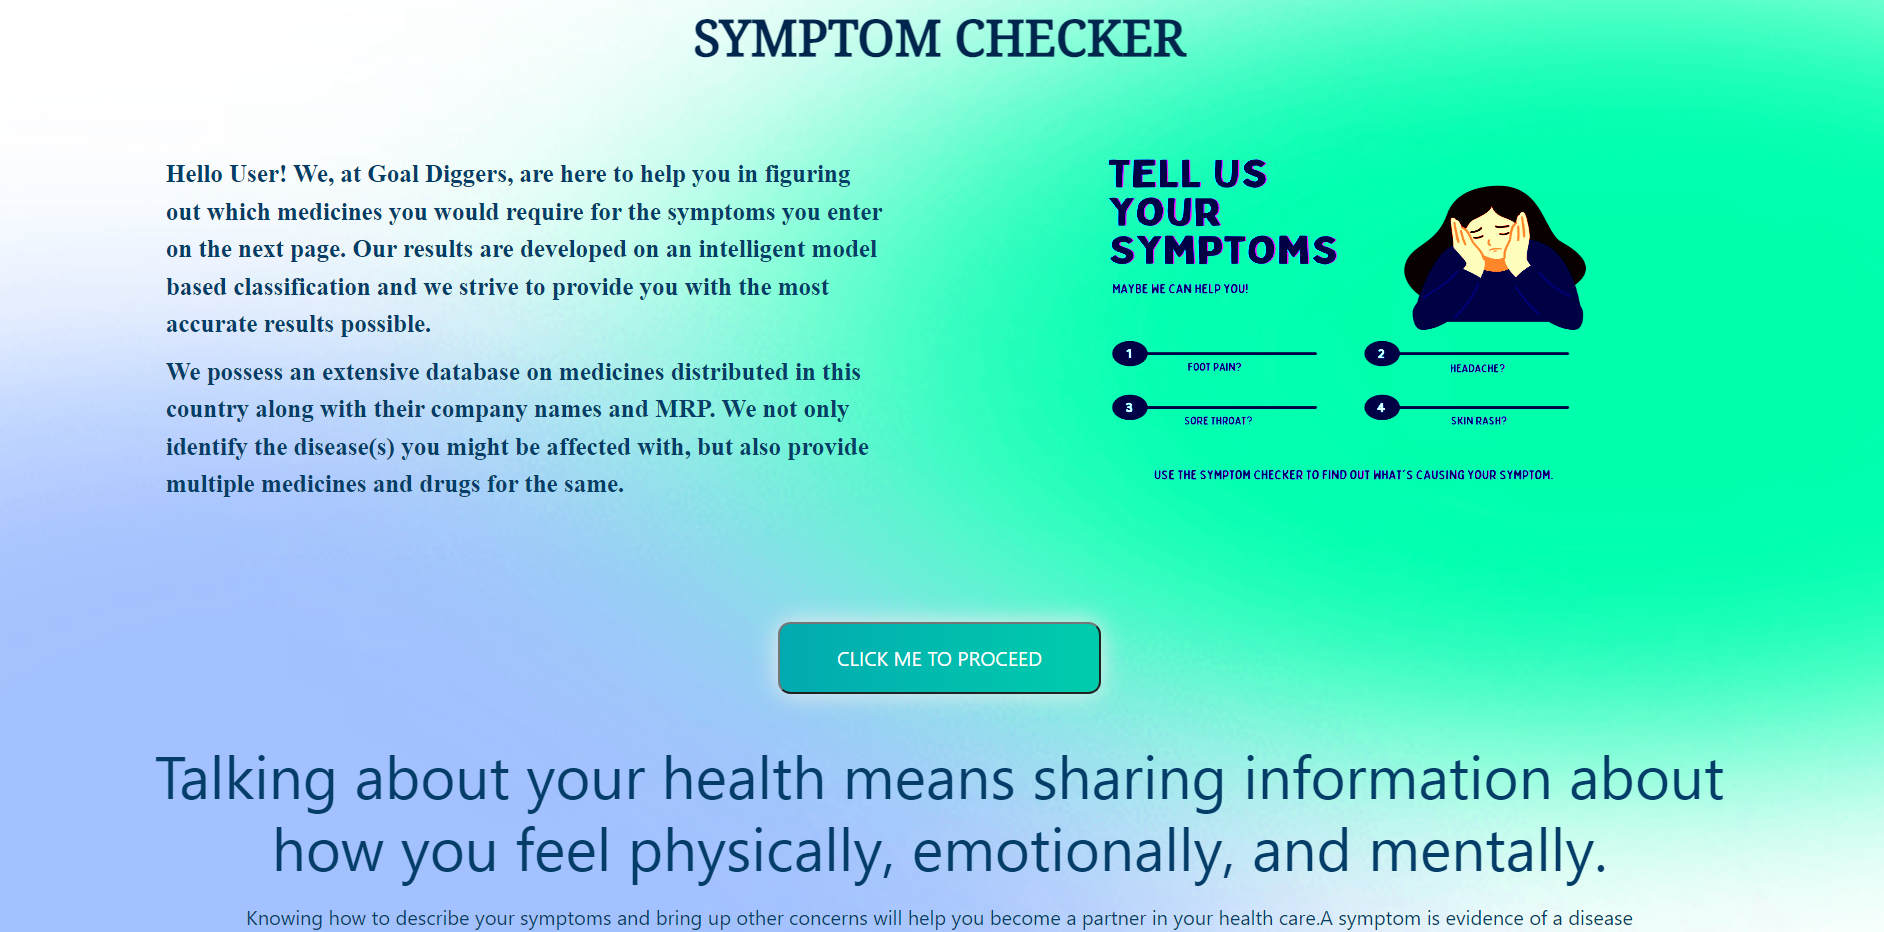 SYMPTOM CHECKER
Hello User! We, at Goal Diggers, are here to help you in figuring
out which medicines you would require for the symptoms you enter
on the next page. Our results are developed on an intelligent model
based classification and we strive to provide you with the most
accurate results possible.
We possess an extensive database on medicines distributed in this
country along with their company names and MRP. We not only
identify the disease(s) you might be affected with, but also provide
multiple medicines and drugs for the same.
TELL US
YOUR
SYMPTOMS
MAYBE WE CAN HELP YOU!
1
FOOT PAIN?
2
HEADACHE?
3
SORE THROAT?
4
SKIN RASH?
USE THE SYMPTOM CHECKER TO FIND OUT WHAT'S CAUSING YOUR SYMPTOM.
CLICK ME TO PROCEED
Talking about your health means sharing information about
how you feel physically, emotionally, and mentally.
Knowing how to describe your symptoms and bring up other concerns will help you become a partner in your health care.A symptom is evidence of a disease